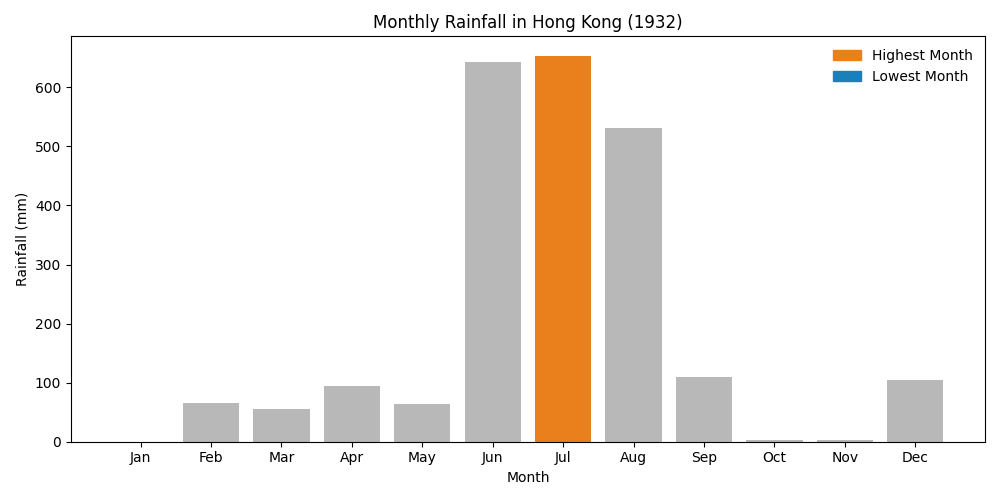 Monthly Rainfall in Hong Kong (1932)
Highest Month
Lowest Month
Rainfall (mm)
600
500
400
300
200
100
0
Jan Feb Mar Apr May Jun Jul Aug Sep Oct Nov Dec
Month